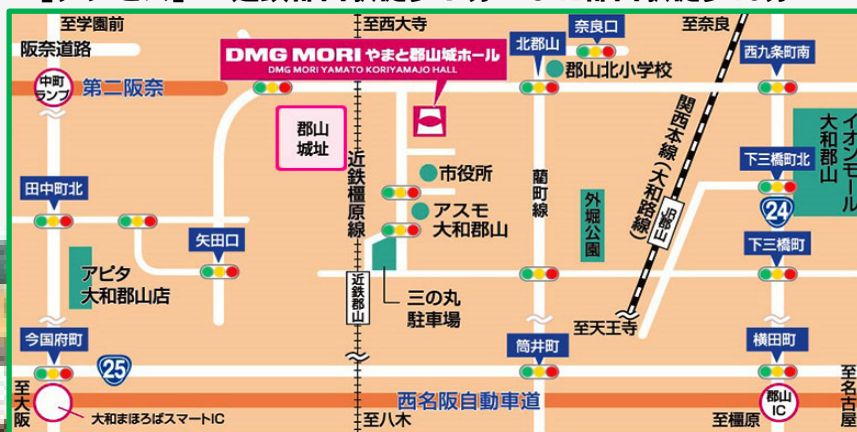 至学園前
至西大寺
至奈良
阪奈道路
奈良口
DMG MORI やまと郡山城ホール
DMG MORI YAMATO KORIYAMAJO HALL
北郡山
西九条町南
中町
ランプ
第二阪奈
郡山北小学校
郡山
城址
近鉄橿原線
市役所
藺町線
外堀公園
関西本線(大和路線)
JR郡山
下三橋町北
イオンモール
大和郡山
24
田中町北
アスモ
大和郡山
矢田口
下三橋町
アピタ
大和郡山店
近鉄郡山
三の丸
駐車場
至天王寺
今国府町
25
筒井町
横田町
至大阪
大和まほろばスマートIC
西名阪自動車道
至八木
至橿原
郡山
IC
至名古屋